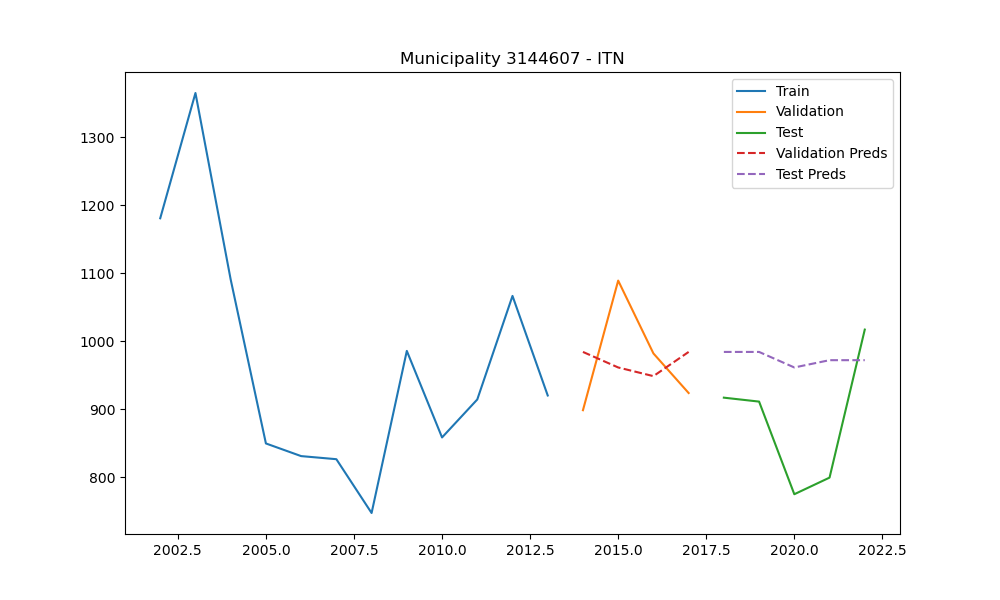 Municipality 3144607 - ITN
Train
Validation
Test
Validation Preds
Test Preds
1300
1200
1100
1000
900
800
2002.5 2005.0 2007.5 2010.0 2012.5 2015.0 2017.5 2020.0 2022.5